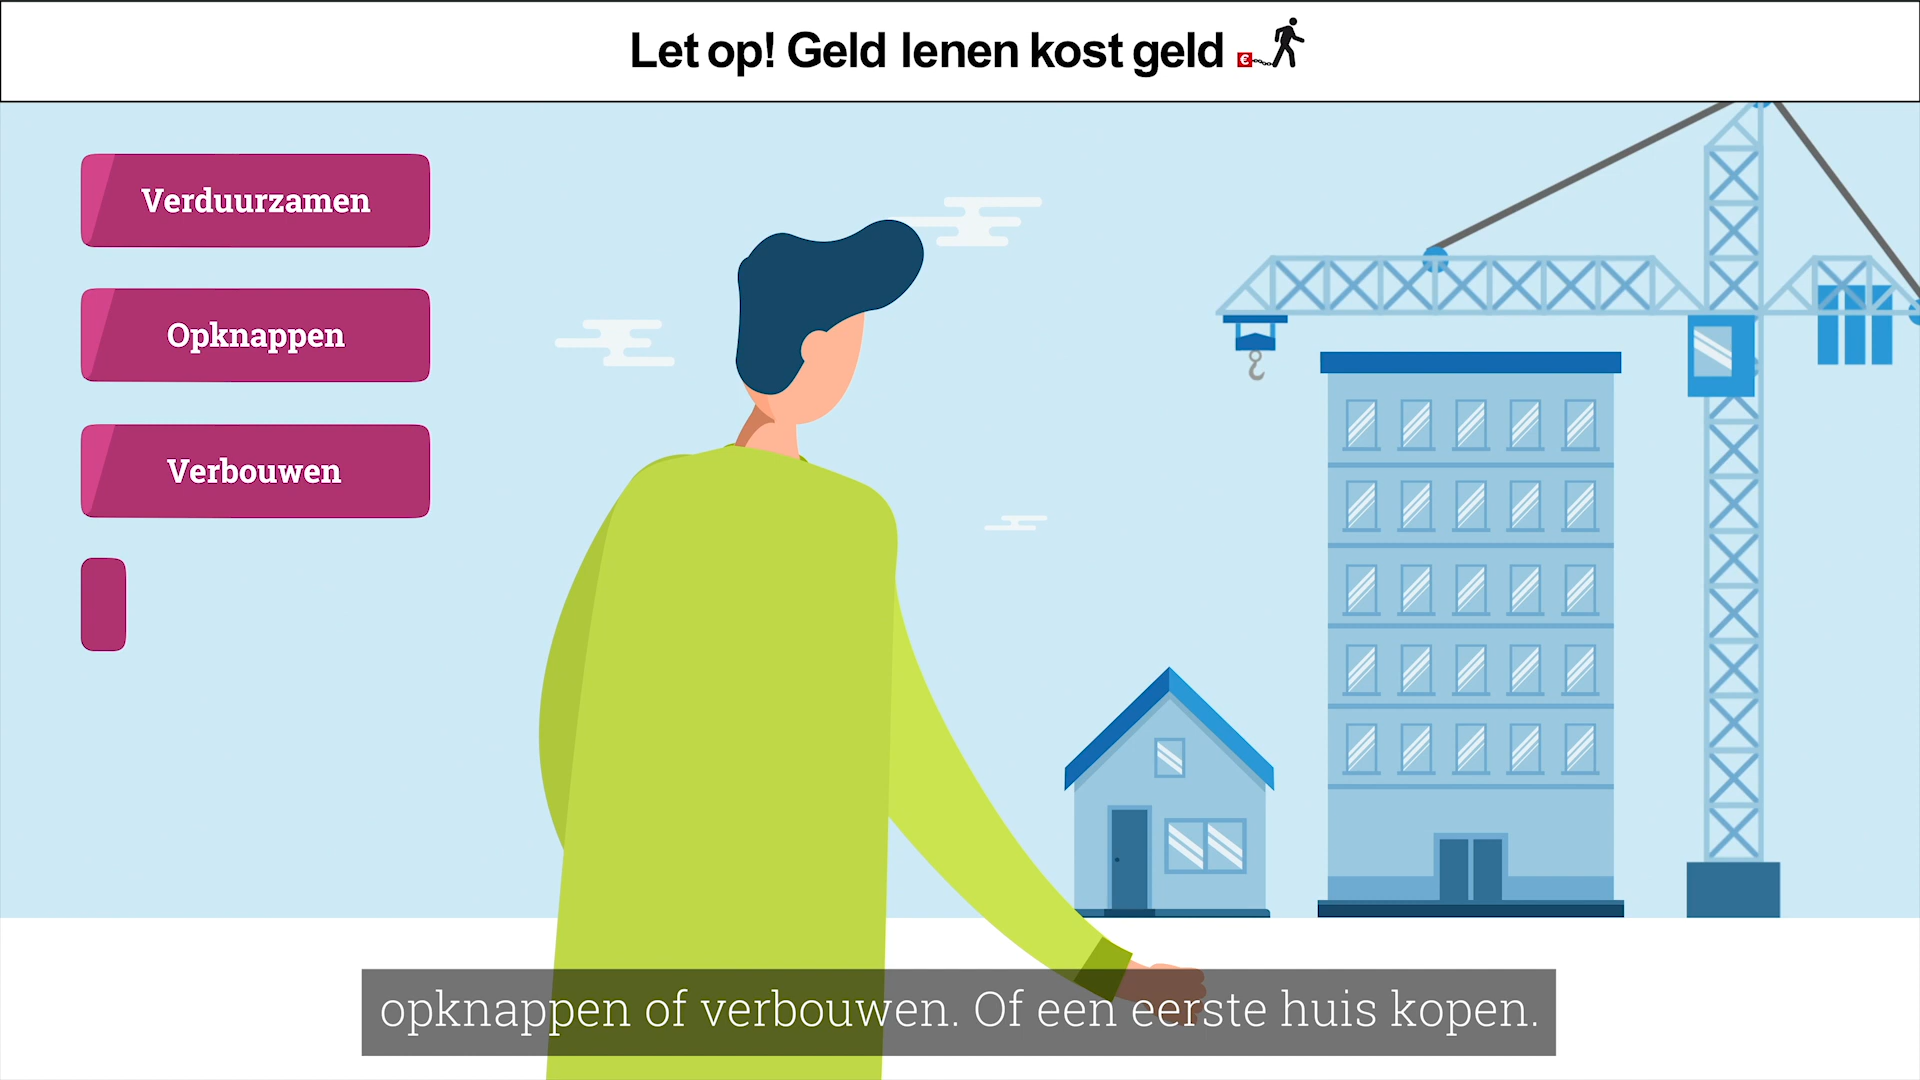 Let op! Geld lenen kost geld
€
Verduurzamen
Opknappen
Verbouwen
opknappen of verbouwen. Of een eerste huis kopen.